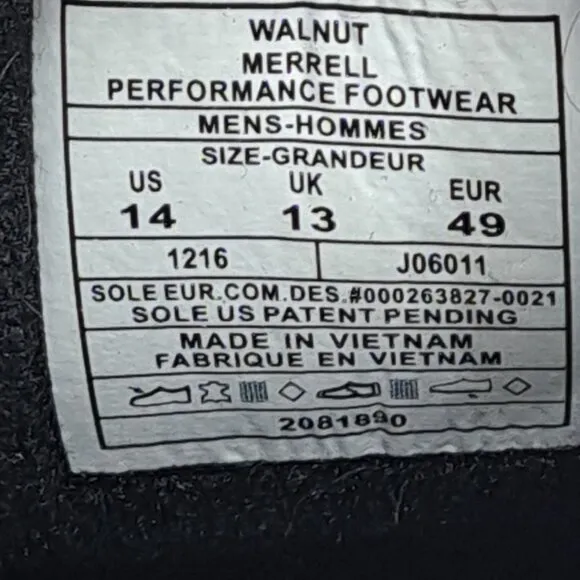 WALNUT
MERRELL
PERFORMANCE FOOTWEAR
MENS-HOMMES
SIZE-GRANDEUR
US UK EUR
14 13 49
1216 J06011
SOLE EUR.COM.DES.#000263827-0021
SOLE US PATENT PENDING
MADE IN VIETNAM
FABRIQUE EN VIETNAM
2081890